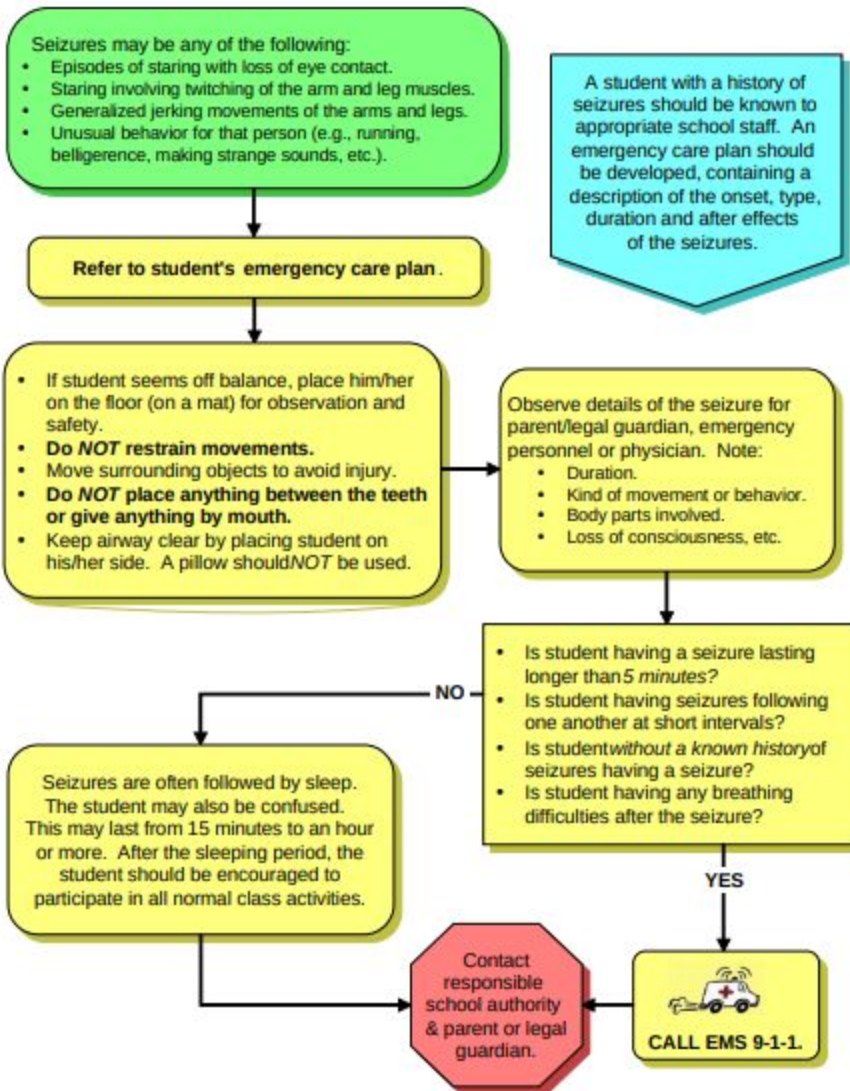 Seizures may be any of the following:
• Episodes of staring with loss of eye contact.
• Staring involving twitching of the arm and leg muscles.
• Generalized jerking movements of the arms and legs.
• Unusual behavior for that person (e.g., running,
belligerence, making strange sounds, etc.).
A student with a history of
seizures should be known to
appropriate school staff. An
emergency care plan should
be developed, containing a
description of the onset, type,
duration and after effects
of the seizures.
Refer to student's emergency care plan.
• If student seems off balance, place him/her
on the floor (on a mat) for observation and
safety.
• Do NOT restrain movements.
• Move surrounding objects to avoid injury.
• Do NOT place anything between the teeth
or give anything by mouth.
• Keep airway clear by placing student on
his/her side. A pillow shouldNOT be used.
Observe details of the seizure for
parent/legal guardian, emergency
personnel or physician. Note:
• Duration.
• Kind of movement or behavior.
• Body parts involved.
• Loss of consciousness, etc.
• Is student having a seizure lasting
longer than5 minutes?
• Is student having seizures following
one another at short intervals?
• Is studentwithout a known historyof
seizures having a seizure?
• Is student having any breathing
difficulties after the seizure?
NO
Seizures are often followed by sleep.
The student may also be confused.
This may last from 15 minutes to an hour
or more. After the sleeping period, the
student should be encouraged to
participate in all normal class activities.
YES
CALL EMS 9-1-1.
Contact
responsible
school authority
& parent or legal
guardian.